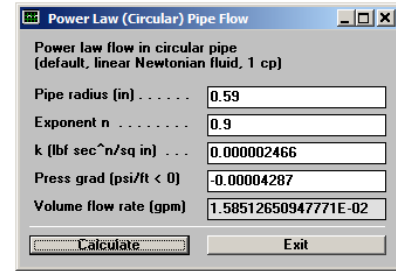 Power Law (Circular) Pipe Flow
Power law flow in circular pipe
(default, linear Newtonian fluid, 1 cp)
Pipe radius (in) . . . . . . 0.59
Exponent n . . . . . . . . 0.9
k (lbf sec^n/sq in) . . . 0.000002466
Press grad (psi/ft < 0) -0.00004287
Volume flow rate (gpm) 1.58512650947771E-02
Calculate Exit